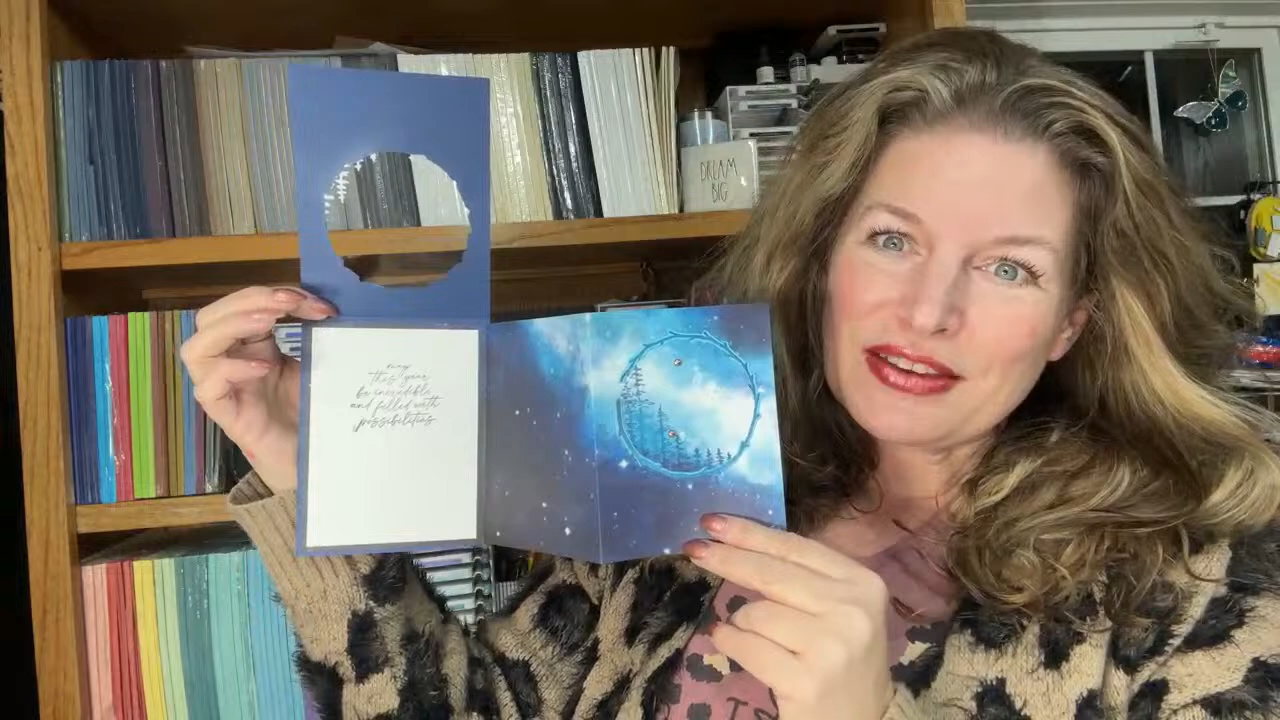 DREAM
BIG
may
this year
be incredible
and filled with
possibilities